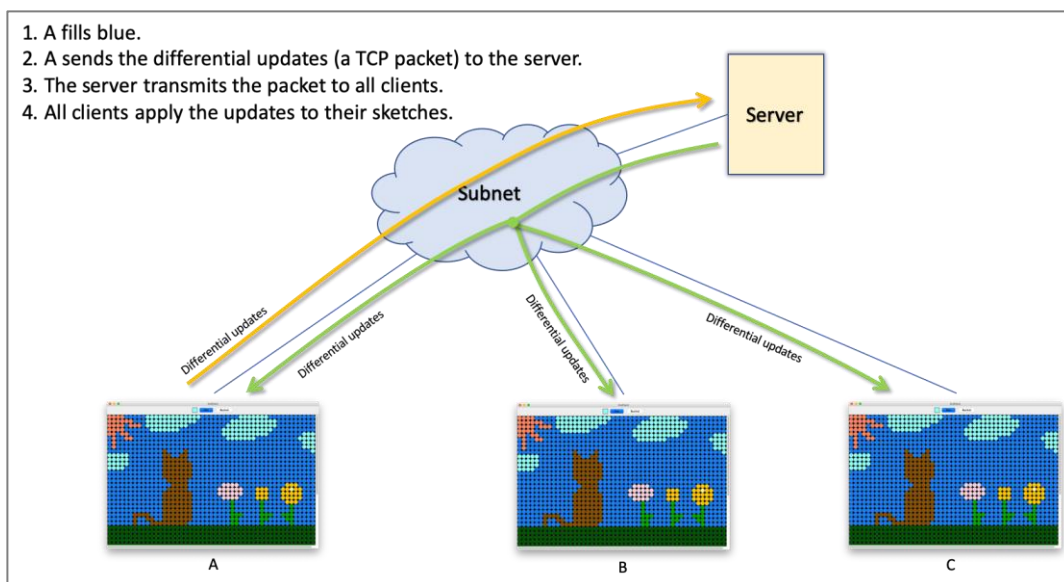 1. A fills blue.
2. A sends the differential updates (a TCP packet) to the server.
3. The server transmits the packet to all clients.
4. All clients apply the updates to their sketches.
Server
Subnet
Differential updates
Differential updates
Differential updates
Differential updates
A
B
C